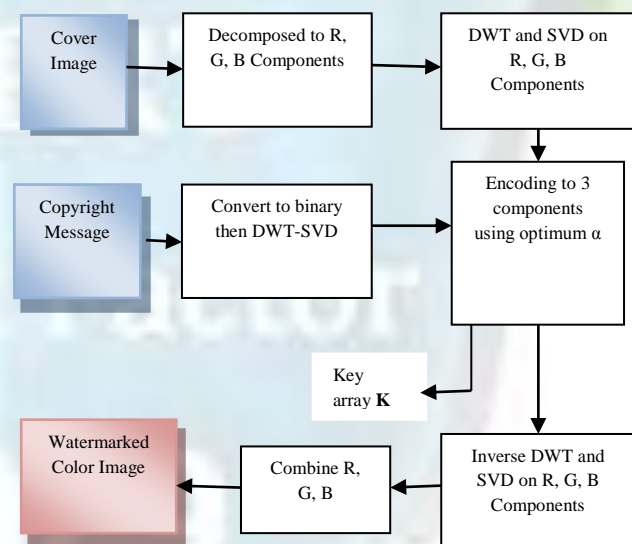 Cover
Image
Decomposed to R,
G, B Components
DWT and SVD on
R, G, B
Components
Copyright
Message
Convert to binary
then DWT-SVD
Encoding to 3
components
using optimum α
Key
array K
Watermarked
Color Image
Combine R,
G, B
Inverse DWT and
SVD on R, G, B
Components